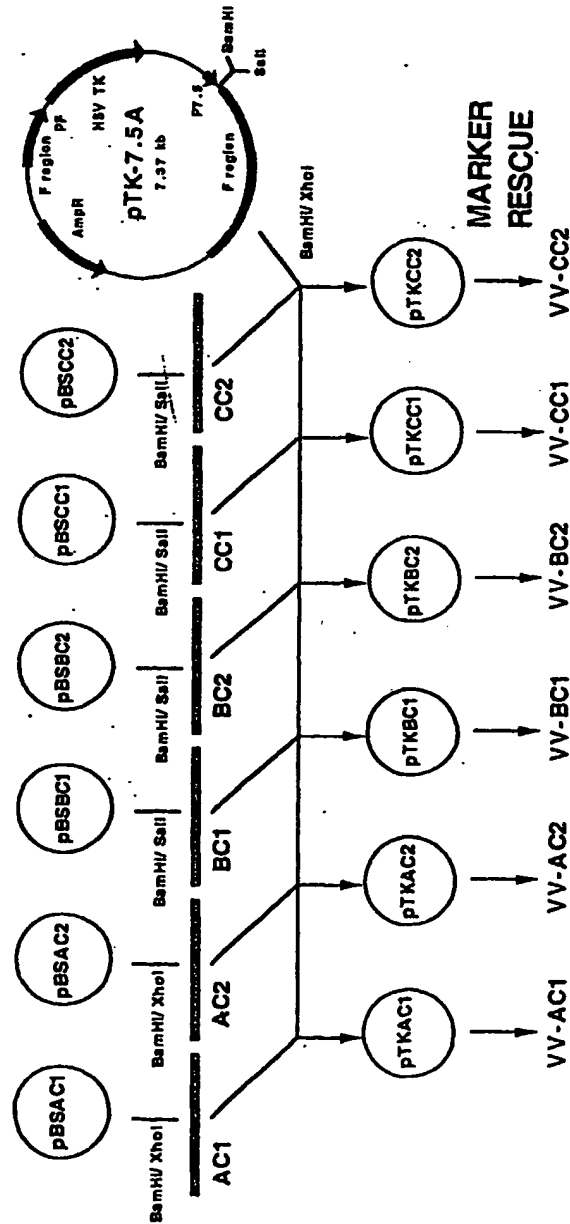 pBSAC1
pBSAC2
pBSBC1
pBSBC2
pBSCC1
pBSCC2
BamHI/ XhoI
BamHI/ XhoI
BamHI/ SalI
BamHI/ SalI
BamHI/ SalI
BamHI/ SalI
AC1
AC2
BC1
BC2
CC1
CC2
F region
PF
HSV TK
AmpR
pTK-7.5A
7.37 kb
P7.5
F region
BamHI
SalI
BamHI/ XhoI
pTKAC1
pTKAC2
pTKBC1
pTKBC2
pTKCC1
pTKCC2
MARKER
RESCUE
VV-AC1
VV-AC2
VV-BC1
VV-BC2
VV-CC1
VV-CC2